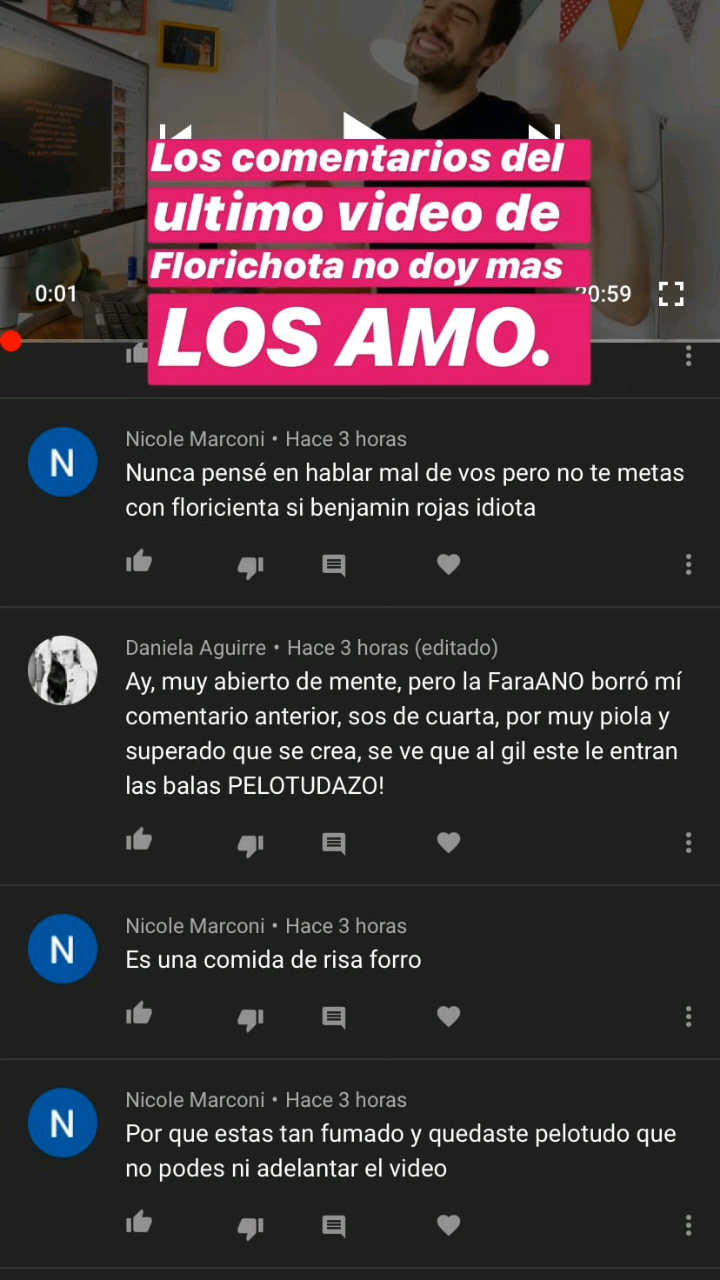 Los comentarios del
ultimo video de
Florichota no doy mas
LOS AMO.
0:01
20:59
Nicole Marconi • Hace 3 horas
Nunca pensé en hablar mal de vos pero no te metas
con floricienta si benjamin rojas idiota
Daniela Aguirre • Hace 3 horas (editado)
Ay, muy abierto de mente, pero la FaraANO borró mí
comentario anterior, sos de cuarta, por muy piola y
superado que se crea, se ve que al gil este le entran
las balas PELOTUDAZO!
N
Nicole Marconi • Hace 3 horas
Es una comida de risa forro
N
Nicole Marconi • Hace 3 horas
Por que estas tan fumado y quedaste pelotudo que
no podes ni adelantar el video
N